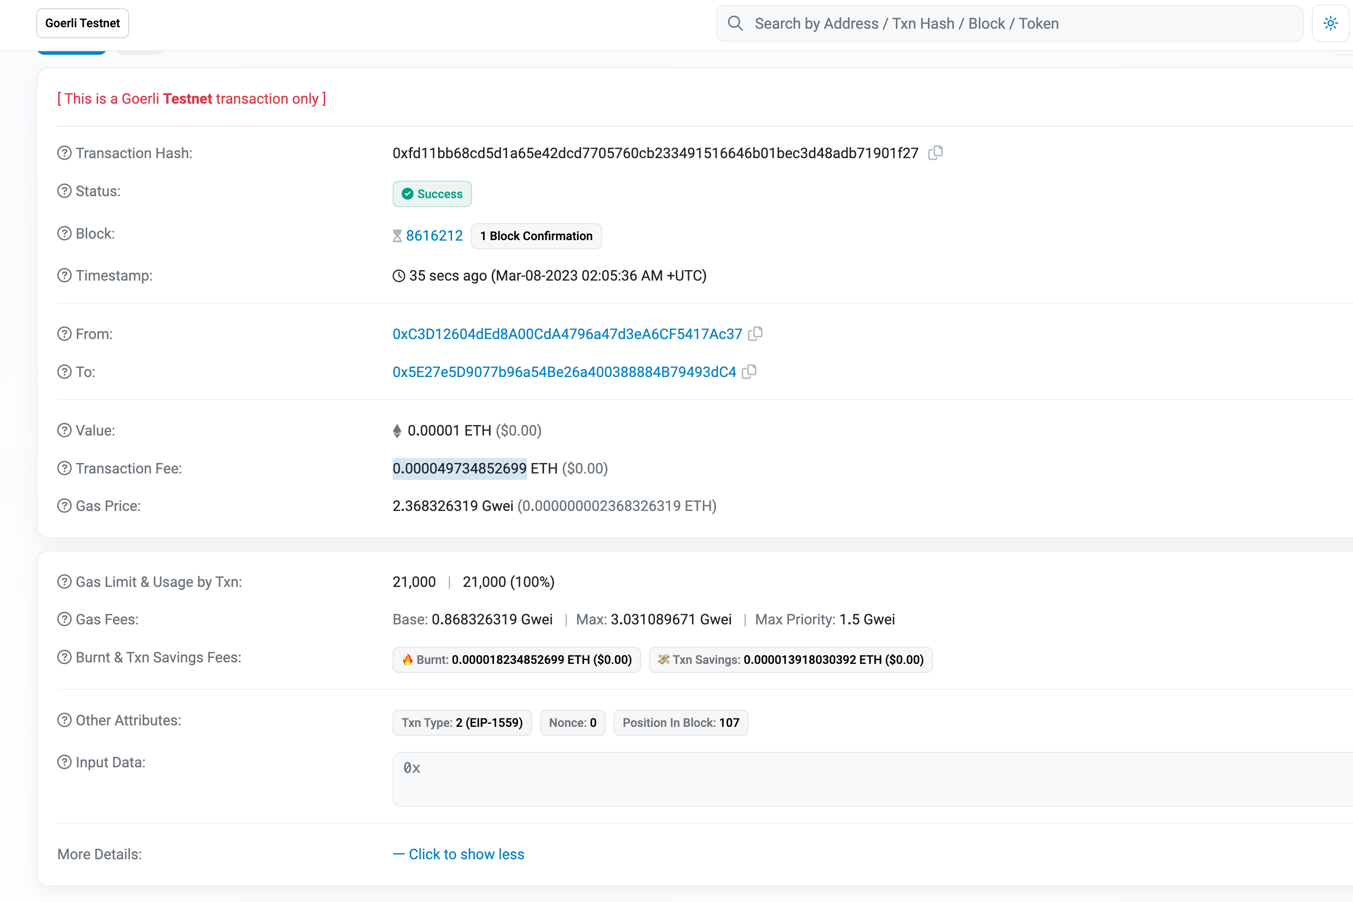 Goerli Testnet
Search by Address / Txn Hash / Block / Token
[ This is a Goerli Testnet transaction only ]
Transaction Hash: 0xfd11bb68cd5d1a65e42dcd7705760cb233491516646b01bec3d48adb71901f27
Status: Success
Block: 8616212 1 Block Confirmation
Timestamp: 35 secs ago (Mar-08-2023 02:05:36 AM +UTC)
From: 0xC3D12604dEd8A00CdA4796a47d3eA6CF5417Ac37
To: 0x5E27e5D9077b96a54Be26a400388884B79493dC4
Value: 0.00001 ETH ($0.00)
Transaction Fee: 0.000049734852699 ETH ($0.00)
Gas Price: 2.368326319 Gwei (0.000000002368326319 ETH)
Gas Limit & Usage by Txn: 21,000 | 21,000 (100%)
Gas Fees: Base: 0.868326319 Gwei | Max: 3.031089671 Gwei | Max Priority: 1.5 Gwei
Burnt & Txn Savings Fees: Burnt: 0.000018234852699 ETH ($0.00) Txn Savings: 0.000013918030392 ETH ($0.00)
Other Attributes: Txn Type: 2 (EIP-1559) Nonce: 0 Position In Block: 107
Input Data: 0x
More Details: — Click to show less